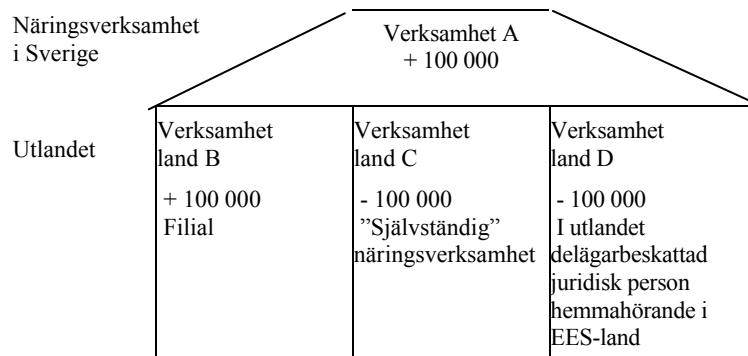 Näringsverksamhet
i Sverige
Verksamhet A
+ 100 000
Utlandet
Verksamhet
land B
+ 100 000
Filial
Verksamhet
land C
- 100 000
”Självständig”
näringsverksamhet
Verksamhet
land D
- 100 000
I utlandet
delägarbeskattad
juridisk person
hemmahörande i
EES-land